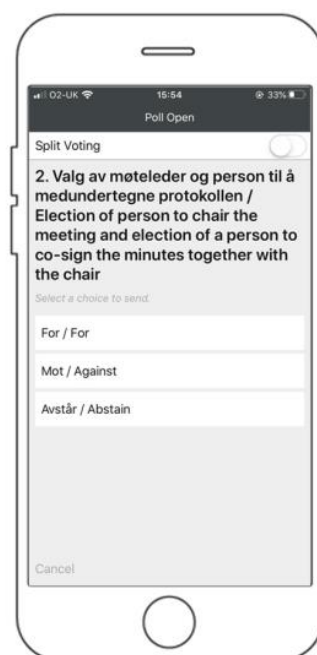 O2-UK 15:54 33%
Poll Open
Split Voting
2. Valg av møteleder og person til å
medundertegne protokollen /
Election of person to chair the
meeting and election of a person to
co-sign the minutes together with
the chair
Select a choice to send.
For / For
Mot / Against
Avstår / Abstain
Cancel